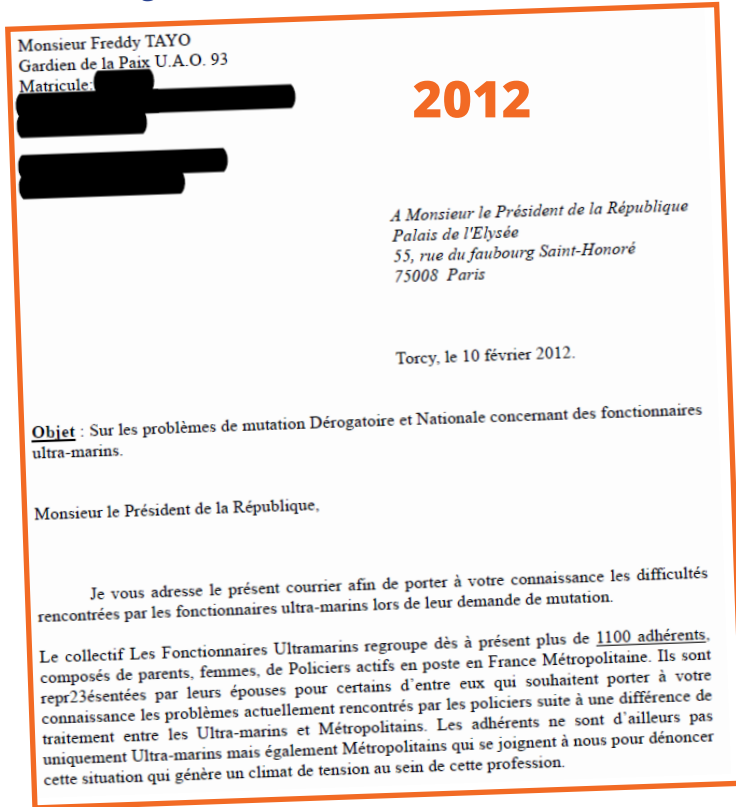 Monsieur Freddy TAYO
Gardien de la Paix U.A.O. 93
Matricule:
2012
A Monsieur le Président de la République
Palais de l'Elysée
55, rue du faubourg Saint-Honoré
75008 Paris
Torcy, le 10 février 2012.
Objet : Sur les problèmes de mutation Dérogatoire et Nationale concernant des fonctionnaires
ultra-marins.
Monsieur le Président de la République,
Je vous adresse le présent courrier afin de porter à votre connaissance les difficultés
rencontrées par les fonctionnaires ultra-marins lors de leur demande de mutation.
Le collectif Les Fonctionnaires Ultramarins regroupe dès à présent plus de 1100 adhérents,
composés de parents, femmes, de Policiers actifs en poste en France Métropolitaine. Ils sont
repr23ésentées par leurs épouses pour certains d'entre eux qui souhaitent porter à votre
connaissance les problèmes actuellement rencontrés par les policiers suite à une différence de
traitement entre les Ultra-marins et Métropolitains. Les adhérents ne sont d'ailleurs pas
uniquement Ultra-marins mais également Métropolitains qui se joignent à nous pour dénoncer
cette situation qui génère un climat de tension au sein de cette profession.